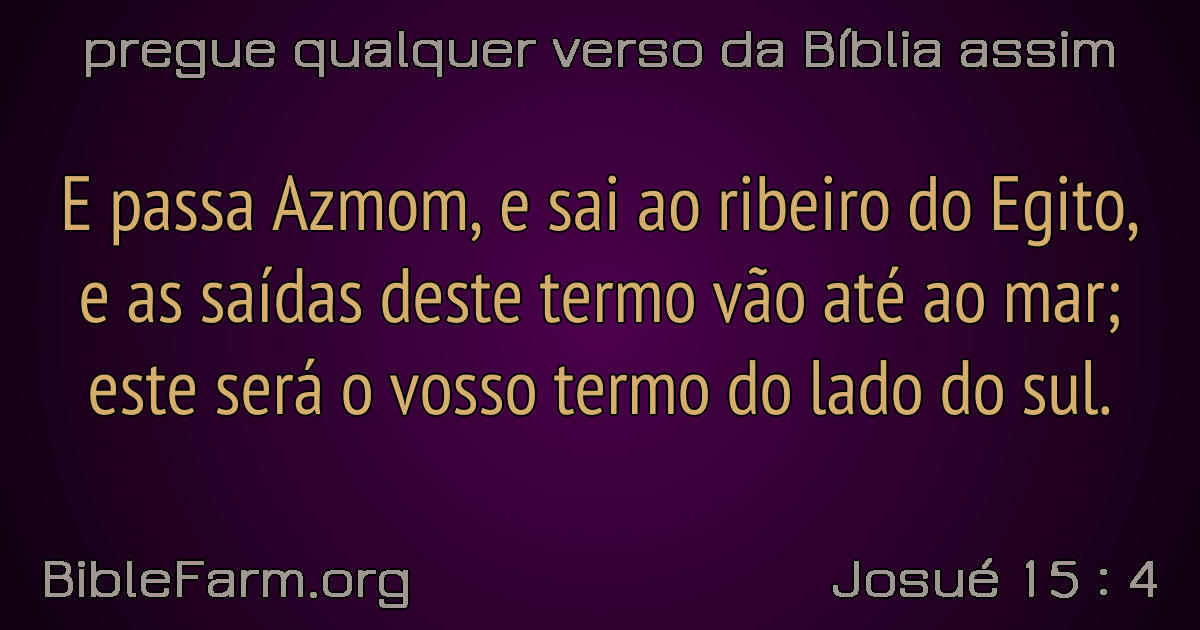 pregue qualquer verso da Bíblia assim
E passa Azmom, e sai ao ribeiro do Egito,
e as saídas deste termo vão até ao mar;
este será o vosso termo do lado do sul.
BibleFarm.org
Josué 15 : 4